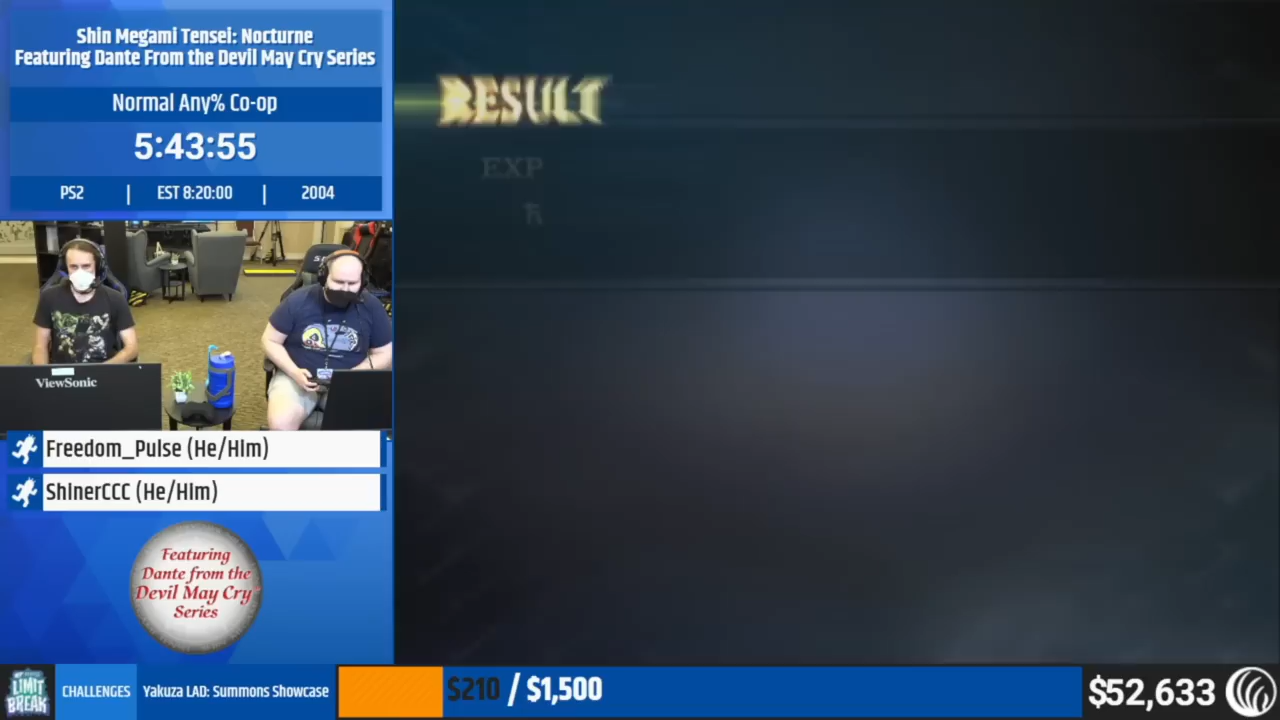 Shin Megami Tensei: Nocturne
Featuring Dante From the Devil May Cry Series
Normal Any% Co-op
5:43:55
PS2 | EST 8:20:00 | 2004
RESULT
EXP
ViewSonic
Freedom_Pulse (He/Him)
ShinerCCC (He/Him)
Featuring
Dante from the
Devil May Cry
Series
LIMIT
BREAK
CHALLENGES
Yakuza LAD: Summons Showcase
$210 / $1,500
$52,633